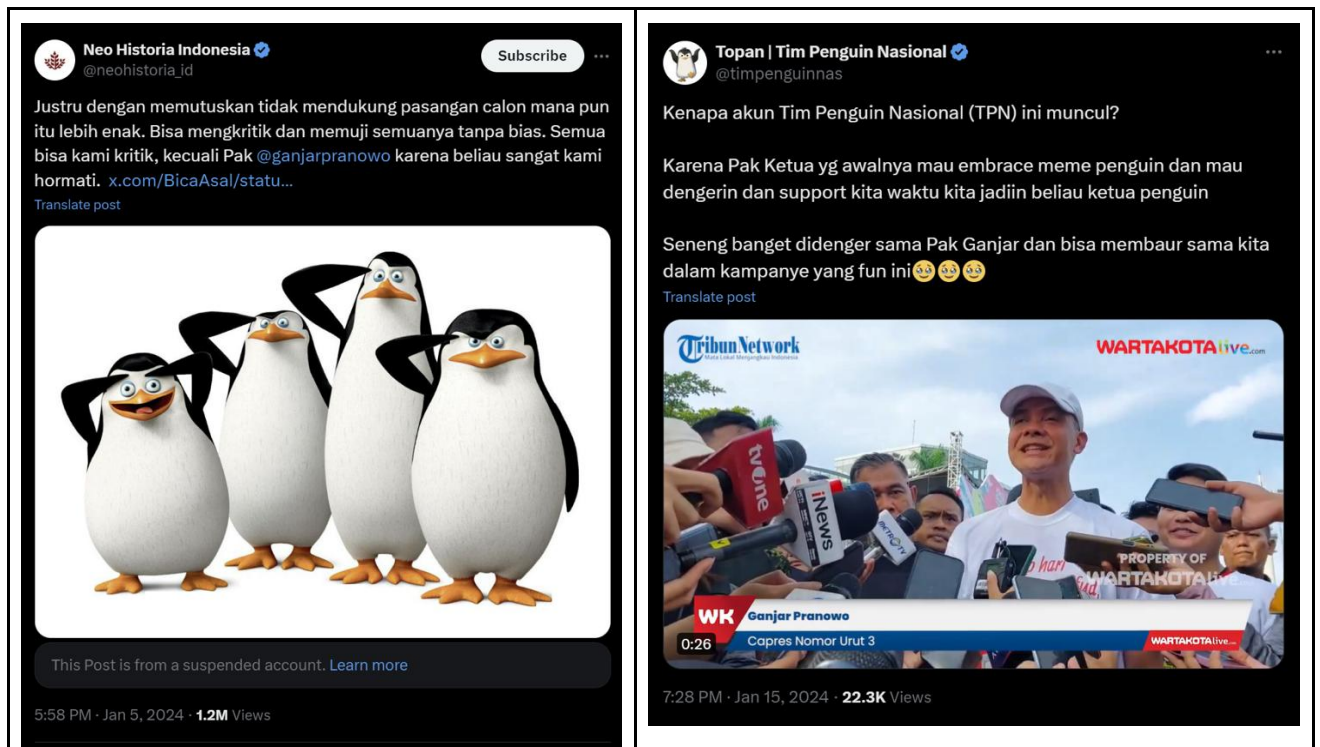 Neo Historia Indonesia
@neohistoria_id
Subscribe
Justru dengan memutuskan tidak mendukung pasangan calon mana pun
itu lebih enak. Bisa mengkritik dan memuji semuanya tanpa bias. Semua
bisa kami kritik, kecuali Pak @ganjarpranowo karena beliau sangat kami
hormati. x.com/BicaAsal/statu...
Translate post
This Post is from a suspended account. Learn more
5:58 PM · Jan 5, 2024 · 1.2M Views
Topan | Tim Penguin Nasional
@timpenguinnas
Kenapa akun Tim Penguin Nasional (TPN) ini muncul?
Karena Pak Ketua yg awalnya mau embrace meme penguin dan mau
dengerin dan support kita waktu kita jadiin beliau ketua penguin
Seneng banget didenger sama Pak Ganjar dan bisa membaur sama kita
dalam kampanye yang fun ini🥹🥹🥹
Translate post
Tribun Network
Mata Lokal Menjangkau Indonesia
WARTAKOTAlive.com
tvOne
iNews
hari
PROPERTY OF
WARTAKOTAlive
WK
Ganjar Pranowo
0:26
Capres Nomor Urut 3
WARTAKOTAlive
7:28 PM · Jan 15, 2024 · 22.3K Views